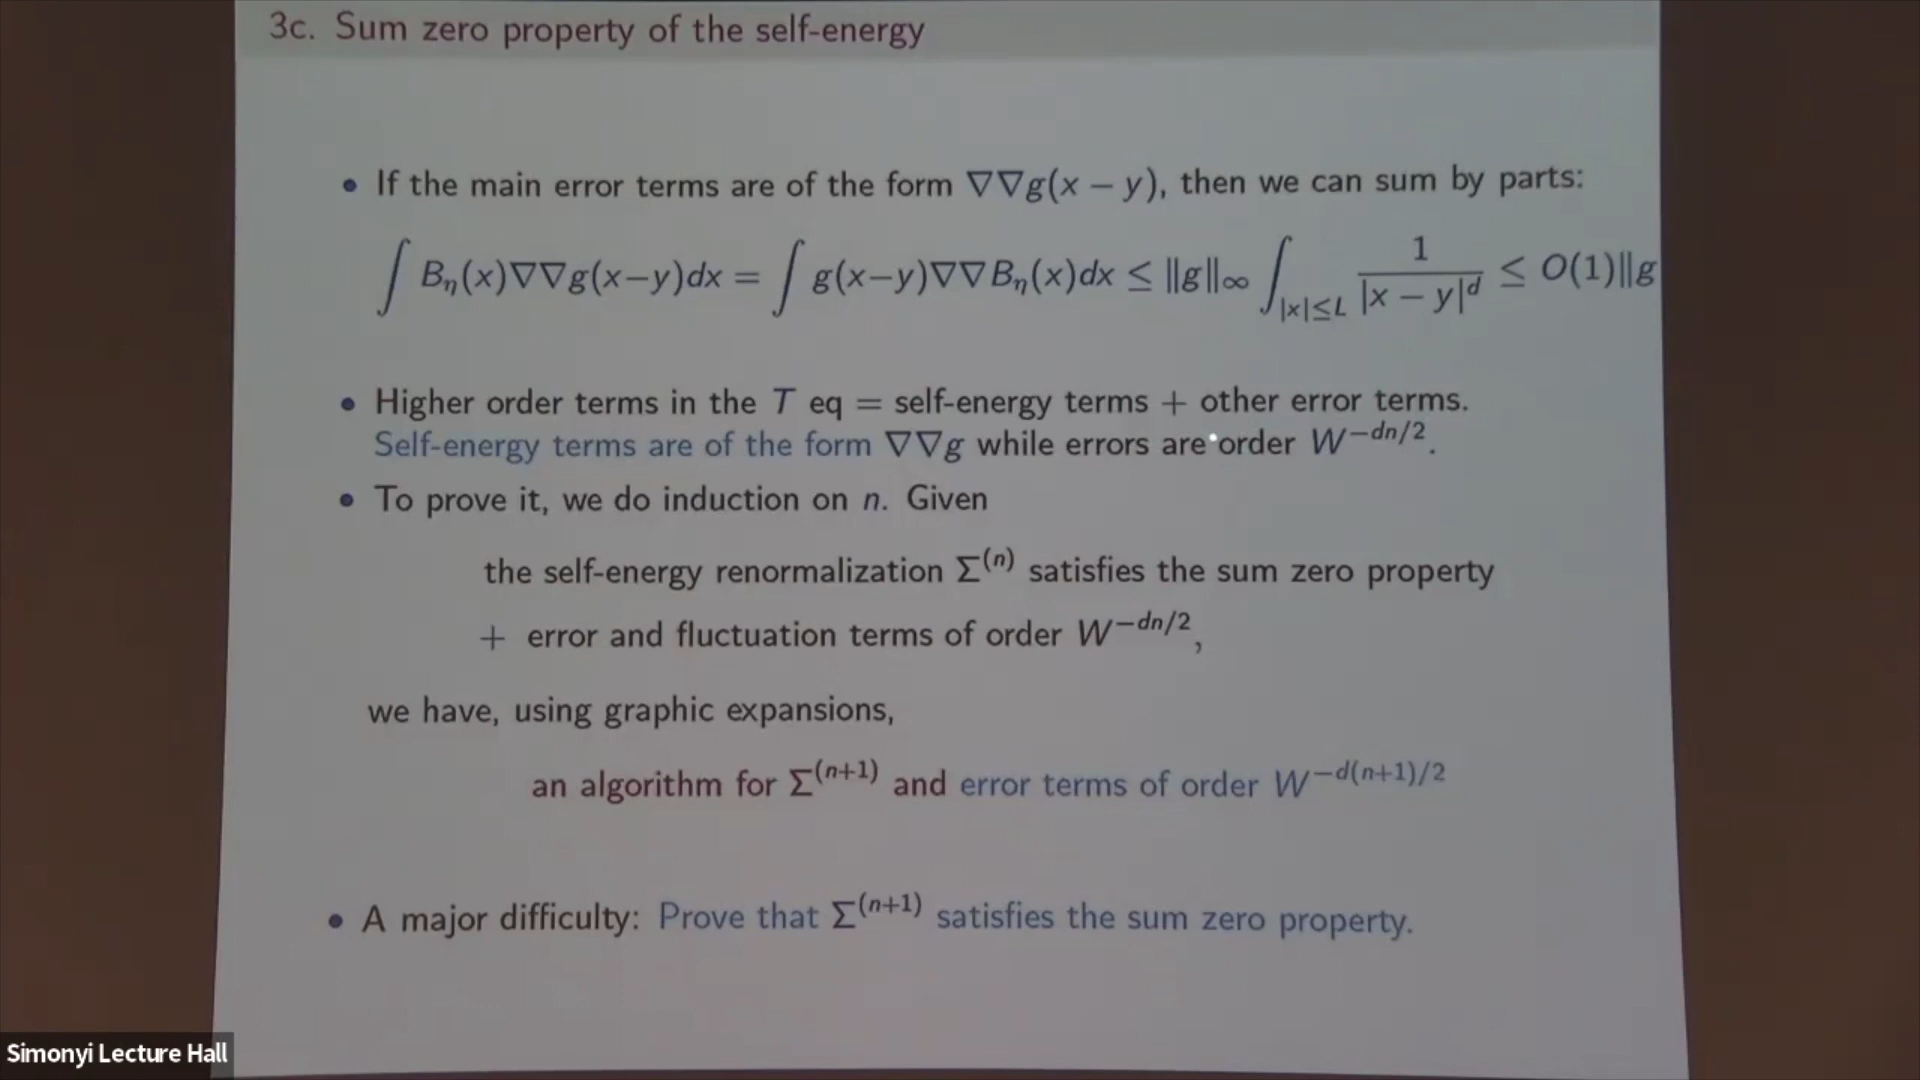 3c. Sum zero property of the self-energy
• If the main error terms are of the form ∇∇g(x − y), then we can sum by parts:
∫ Bη(x)∇∇g(x−y)dx = ∫ g(x−y)∇∇Bη(x)dx ≤ ‖g‖∞ ∫_{|x|≤L} 1/|x − y|^d ≤ O(1)‖g
• Higher order terms in the T eq = self-energy terms + other error terms.
Self-energy terms are of the form ∇∇g while errors are order W^{−dn/2}.
• To prove it, we do induction on n. Given
the self-energy renormalization Σ^{(n)} satisfies the sum zero property
+ error and fluctuation terms of order W^{−dn/2},
we have, using graphic expansions,
an algorithm for Σ^{(n+1)} and error terms of order W^{−d(n+1)/2}
• A major difficulty: Prove that Σ^{(n+1)} satisfies the sum zero property.
Simonyi Lecture Hall